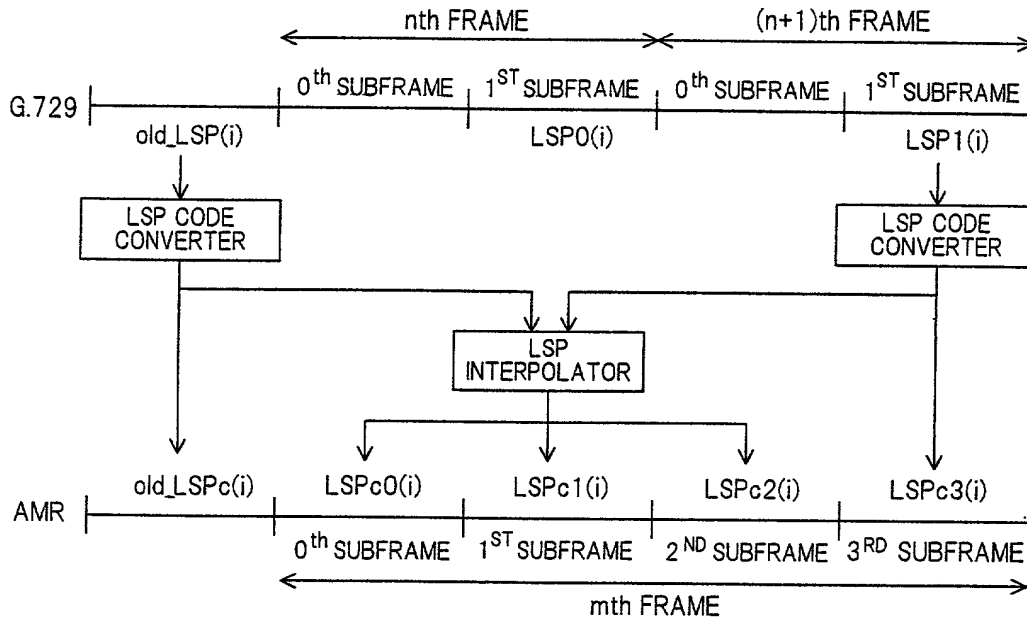 nth FRAME
(n+1)th FRAME
0th SUBFRAME
1ST SUBFRAME
0th SUBFRAME
1ST SUBFRAME
G.729
old_LSP(i)
LSP0(i)
LSP1(i)
LSP CODE
CONVERTER
LSP CODE
CONVERTER
LSP
INTERPOLATOR
old_LSPc(i)
LSPc0(i)
LSPc1(i)
LSPc2(i)
LSPc3(i)
AMR
0th SUBFRAME
1ST SUBFRAME
2ND SUBFRAME
3RD SUBFRAME
mth FRAME